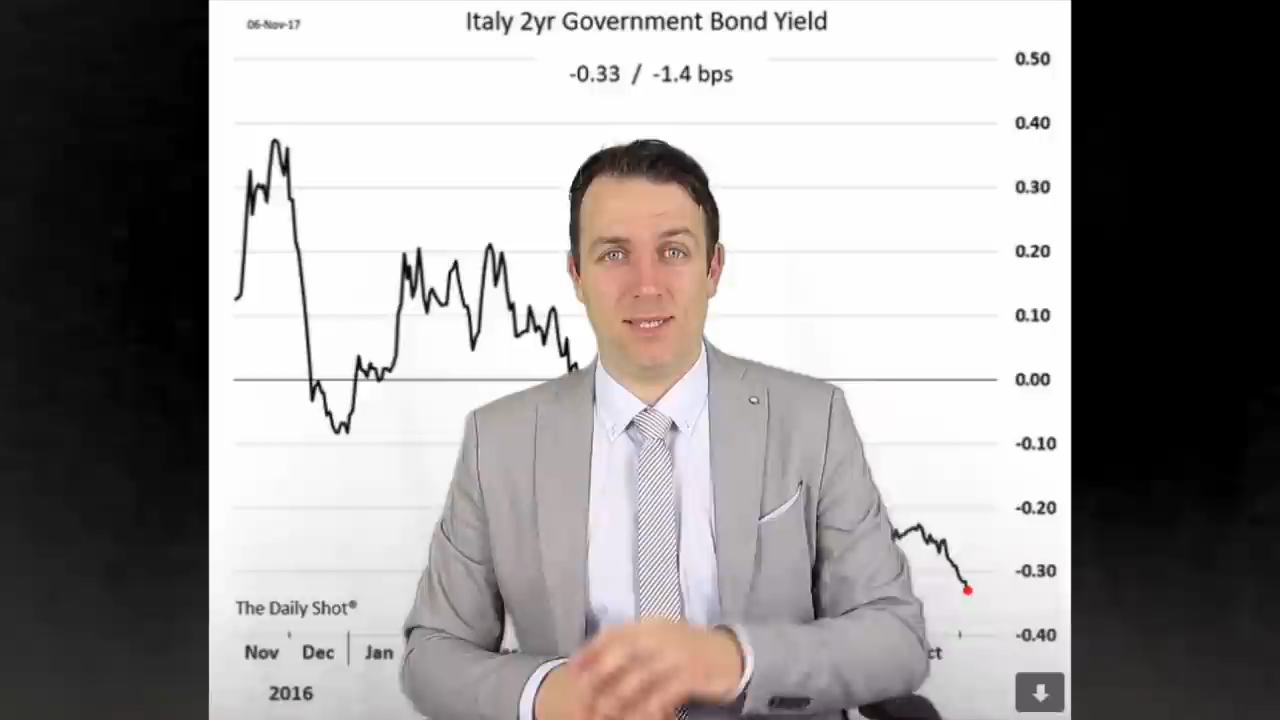 06-Nov-17
Italy 2yr Government Bond Yield
-0.33 / -1.4 bps
0.50
0.40
0.30
0.20
0.10
0.00
-0.10
-0.20
-0.30
-0.40
The Daily Shot®
Nov Dec Jan
2016